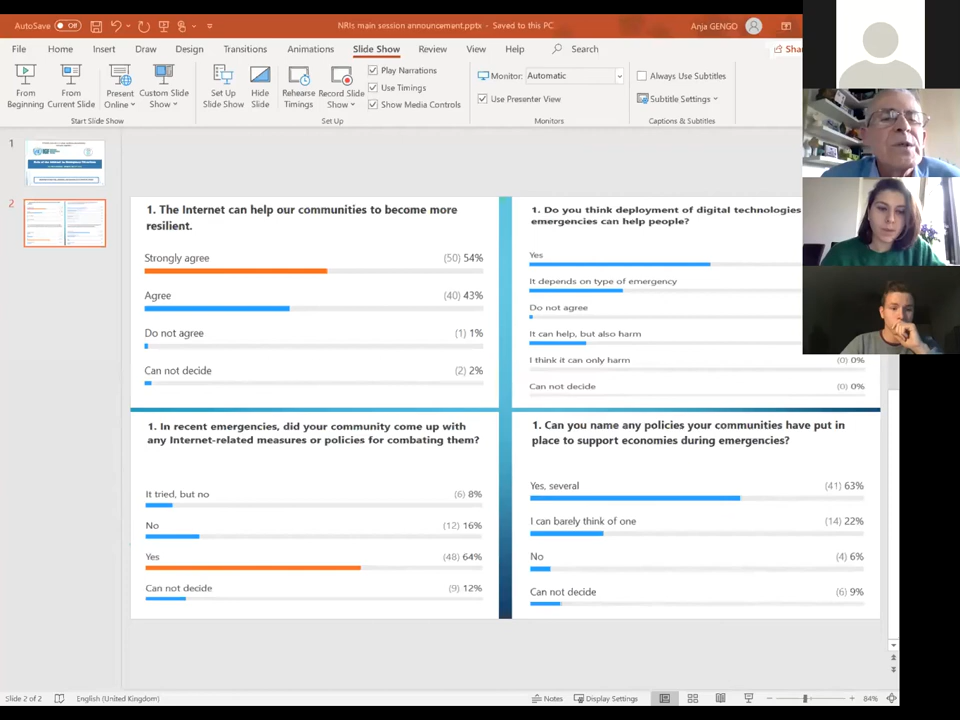 AutoSave Off
NRIs main session announcement.pptx - Saved to this PC
Anja GENGO
File Home Insert Draw Design Transitions Animations Slide Show Review View Help Search Shar
From Beginning
From Current Slide
Present Online
Custom Slide Show
Start Slide Show
Set Up Slide Show
Hide Slide
Rehearse Timings
Record Slide Show
Play Narrations
Use Timings
Show Media Controls
Set Up
Monitor: Automatic
Use Presenter View
Monitors
Always Use Subtitles
Subtitle Settings
Captions & Subtitles
1
2
1. The Internet can help our communities to become more
resilient.
Strongly agree (50) 54%
Agree (40) 43%
Do not agree (1) 1%
Can not decide (2) 2%
1. Do you think deployment of digital technologies
emergencies can help people?
Yes
It depends on type of emergency
Do not agree
It can help, but also harm
I think it can only harm (0) 0%
Can not decide (0) 0%
1. In recent emergencies, did your community come up with
any Internet-related measures or policies for combating them?
It tried, but no (6) 8%
No (12) 16%
Yes (48) 64%
Can not decide (9) 12%
1. Can you name any policies your communities have put in
place to support economies during emergencies?
Yes, several (41) 63%
I can barely think of one (14) 22%
No (4) 6%
Can not decide (6) 9%
Slide 2 of 2 English (United Kingdom) Notes Display Settings 84%